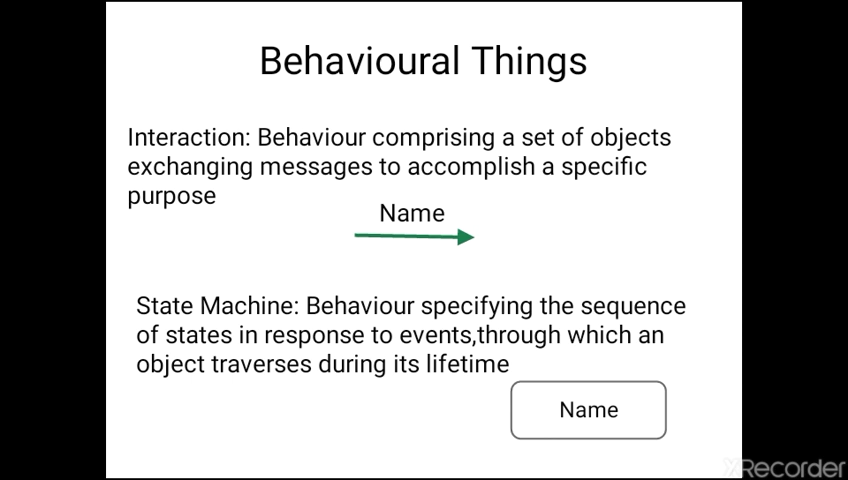 Behavioural Things
Interaction: Behaviour comprising a set of objects
exchanging messages to accomplish a specific
purpose
Name
State Machine: Behaviour specifying the sequence
of states in response to events,through which an
object traverses during its lifetime
Name
XRecorder